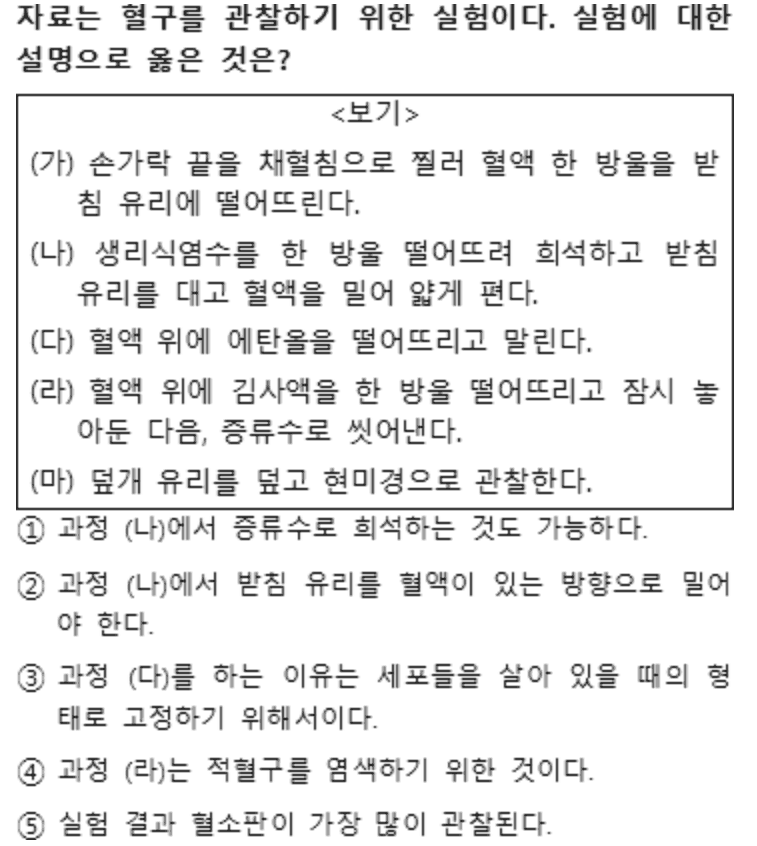 자료는 혈구를 관찰하기 위한 실험이다. 실험에 대한
설명으로 옳은 것은?
<보기>
(가) 손가락 끝을 채혈침으로 찔러 혈액 한 방울을 받
침 유리에 떨어뜨린다.
(나) 생리식염수를 한 방울 떨어뜨려 희석하고 받침
유리를 대고 혈액을 밀어 얇게 편다.
(다) 혈액 위에 에탄올을 떨어뜨리고 말린다.
(라) 혈액 위에 김사액을 한 방울 떨어뜨리고 잠시 놓
아둔 다음, 증류수로 씻어낸다.
(마) 덮개 유리를 덮고 현미경으로 관찰한다.
① 과정 (나)에서 증류수로 희석하는 것도 가능하다.
② 과정 (나)에서 받침 유리를 혈액이 있는 방향으로 밀어
야 한다.
③ 과정 (다)를 하는 이유는 세포들을 살아 있을 때의 형
태로 고정하기 위해서이다.
④ 과정 (라)는 적혈구를 염색하기 위한 것이다.
⑤ 실험 결과 혈소판이 가장 많이 관찰된다.